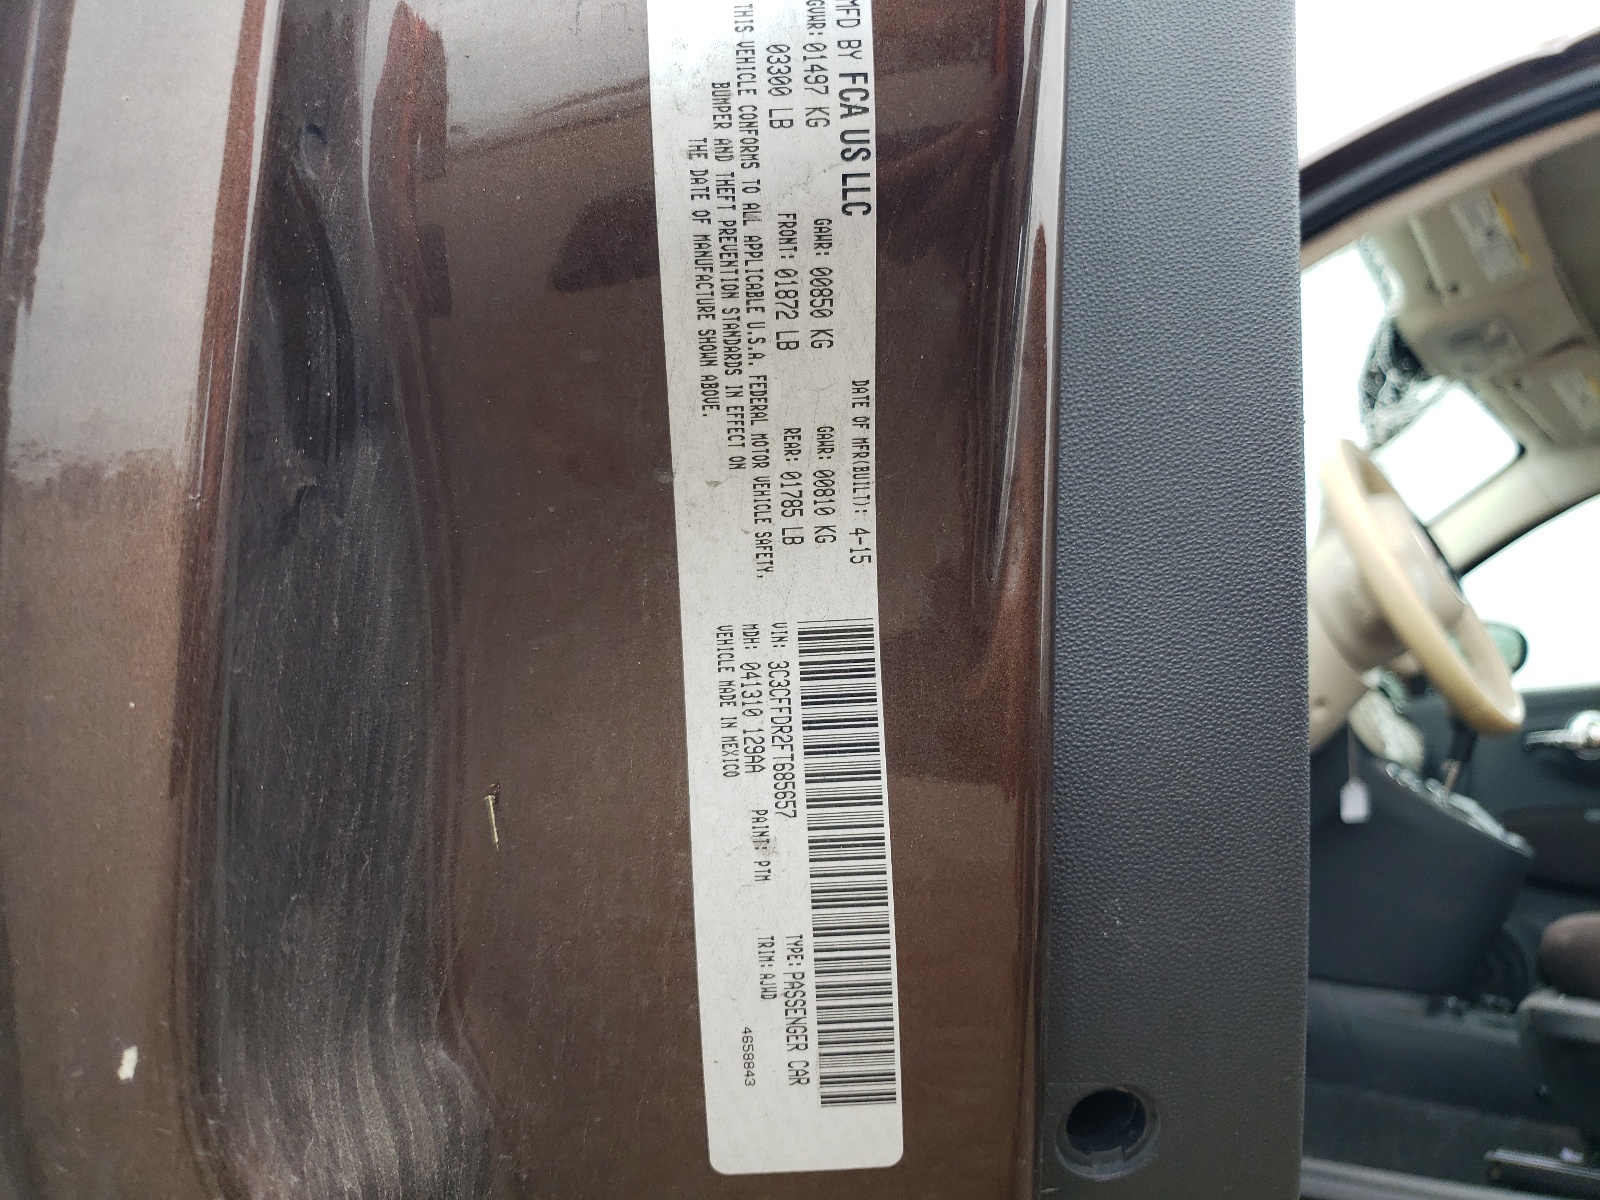 MFD BY FCA US LLC
DATE OF MFR(BUILT): 4-15
GVWR: 01497 KG GAWR: 00850 KG GAWR: 00810 KG
03300 LB FRONT: 01872 LB REAR: 01785 LB
THIS VEHICLE CONFORMS TO ALL APPLICABLE U.S.A. FEDERAL MOTOR VEHICLE SAFETY,
BUMPER AND THEFT PREVENTION STANDARDS IN EFFECT ON
THE DATE OF MANUFACTURE SHOWN ABOVE.
VIN: 3C3CFFDR2FT685657 TYPE: PASSENGER CAR
MDH: 041310 129AA PAINT: PTM TRIM: AJWD
VEHICLE MADE IN MEXICO
4658843